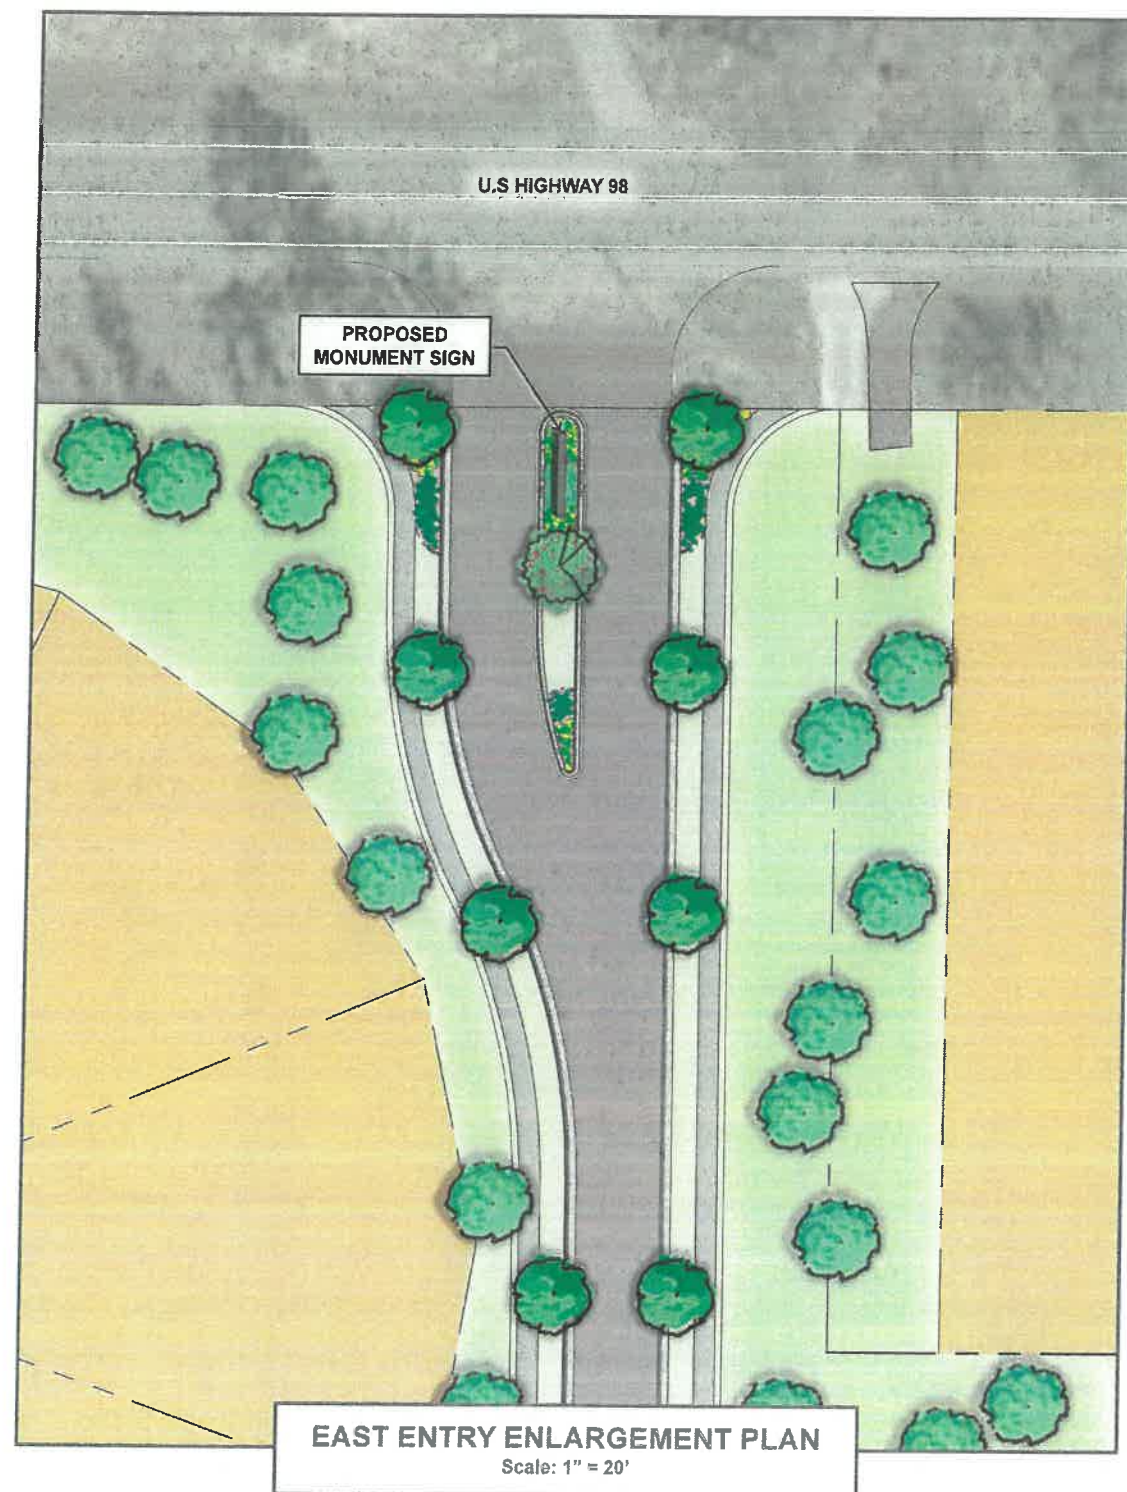 U.S HIGHWAY 98
PROPOSED
MONUMENT SIGN
EAST ENTRY ENLARGEMENT PLAN
Scale: 1" = 20'